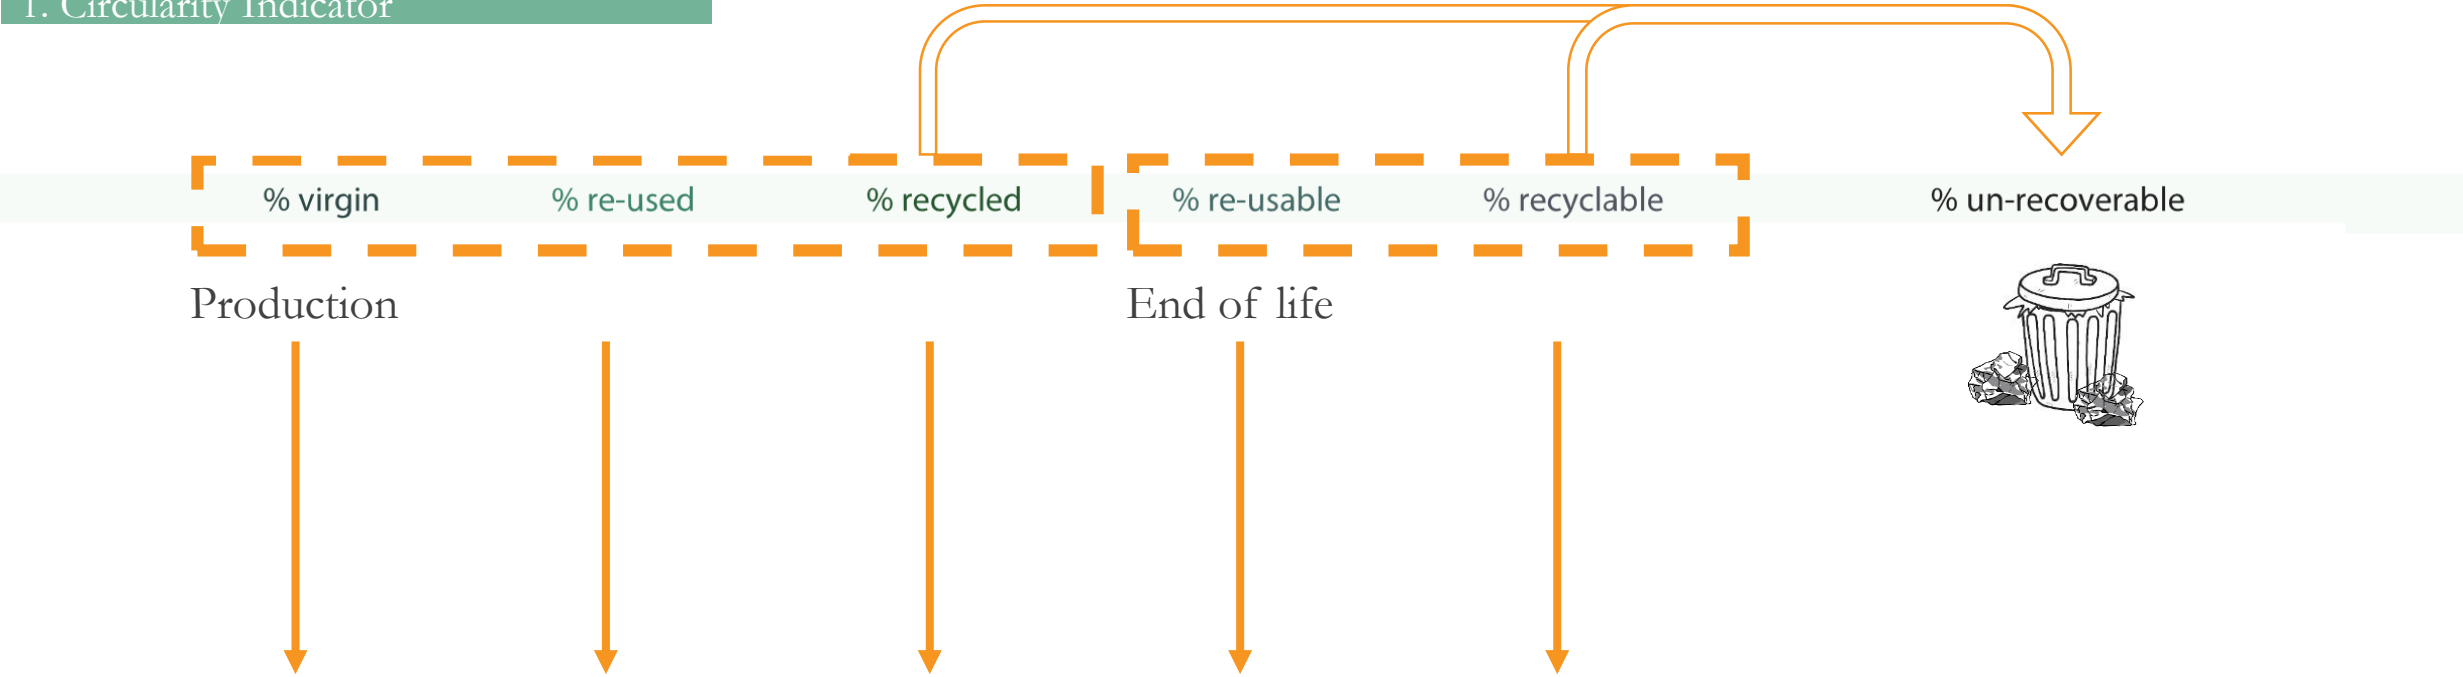 1. Circularity Indicator
% virgin % re-used % recycled % re-usable % recyclable % un-recoverable
Production End of life